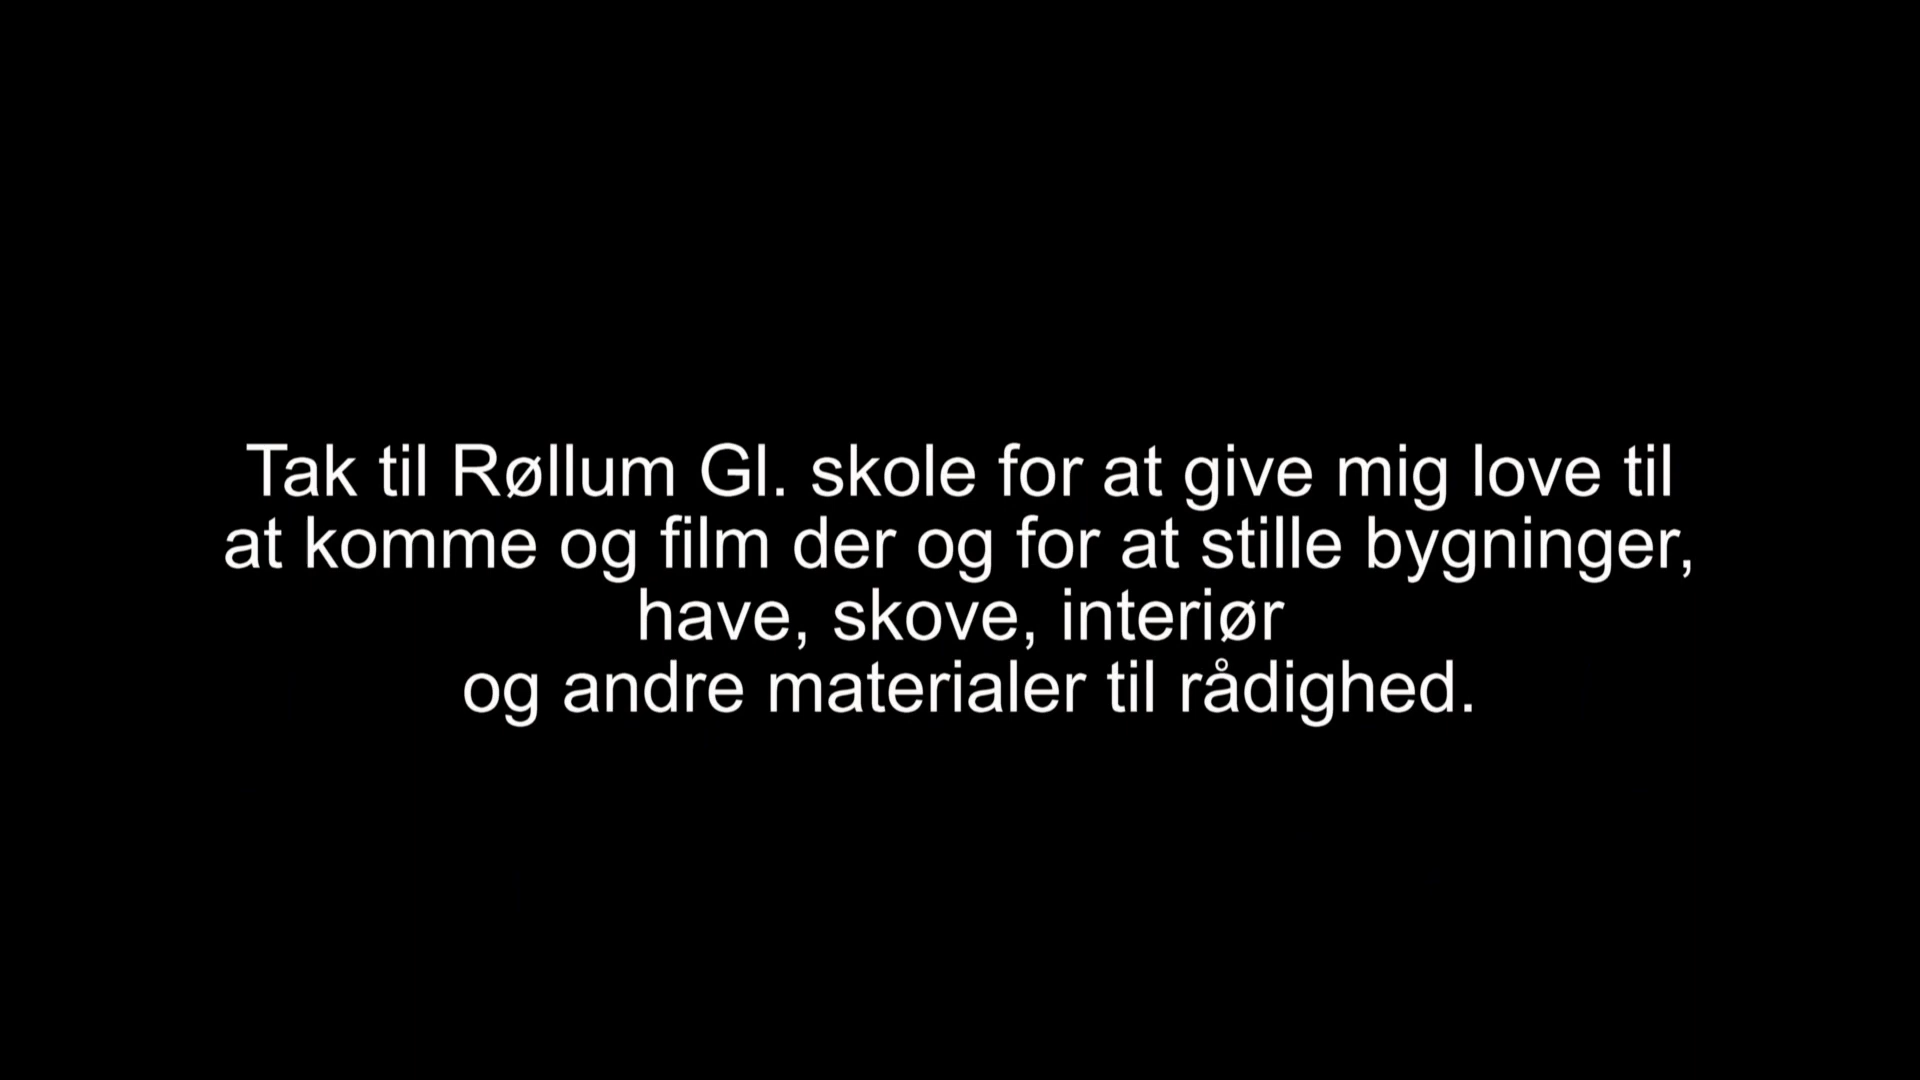 Tak til Røllum Gl. skole for at give mig love til
at komme og film der og for at stille bygninger,
have, skove, interiør
og andre materialer til rådighed.